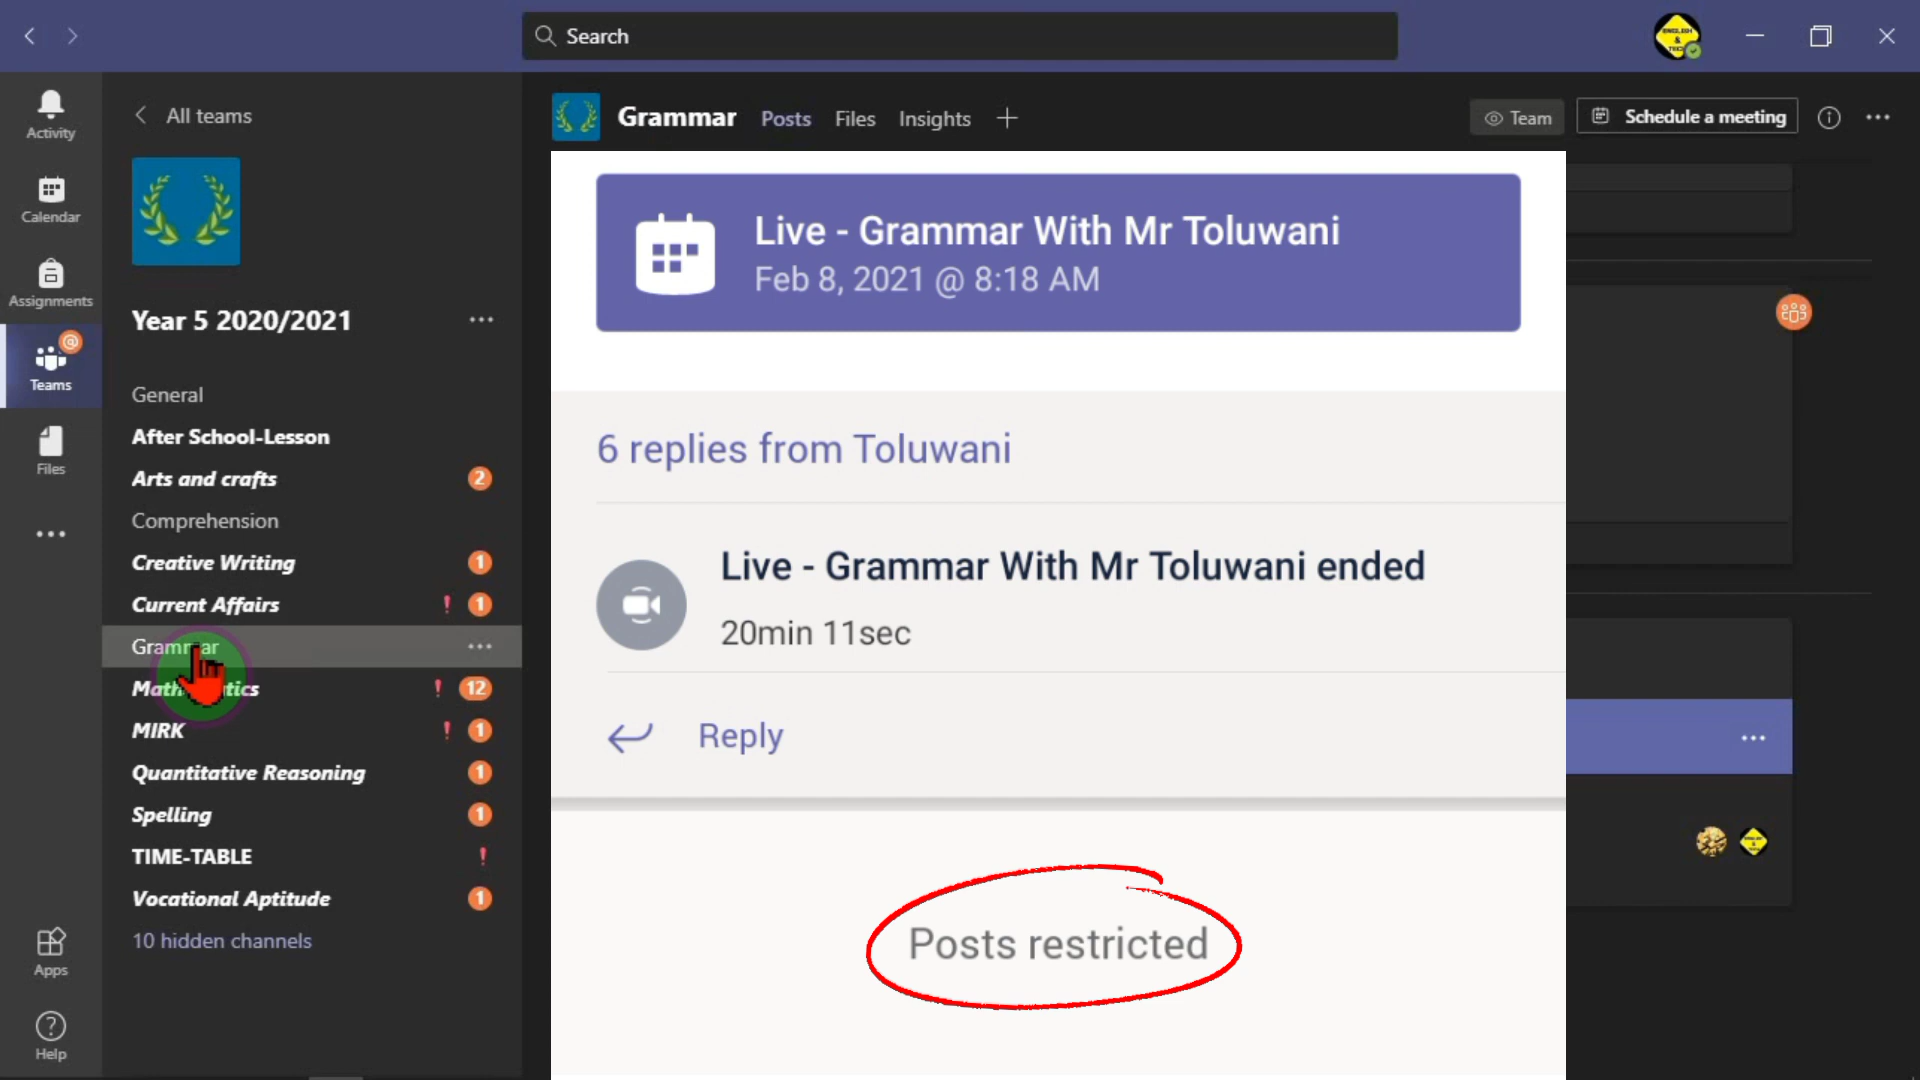 Search
Activity
Calendar
Assignments
Teams
Files
Apps
Help
All teams
Year 5 2020/2021
General
After School-Lesson
Arts and crafts 2
Comprehension
Creative Writing 1
Current Affairs ! 1
Grammar
Mathematics ! 12
MIRK ! 1
Quantitative Reasoning 1
Spelling 1
TIME-TABLE !
Vocational Aptitude 1
10 hidden channels
Grammar Posts Files Insights
Team Schedule a meeting
Live - Grammar With Mr Toluwani
Feb 8, 2021 @ 8:18 AM
6 replies from Toluwani
Live - Grammar With Mr Toluwani ended
20min 11sec
Reply
Posts restricted